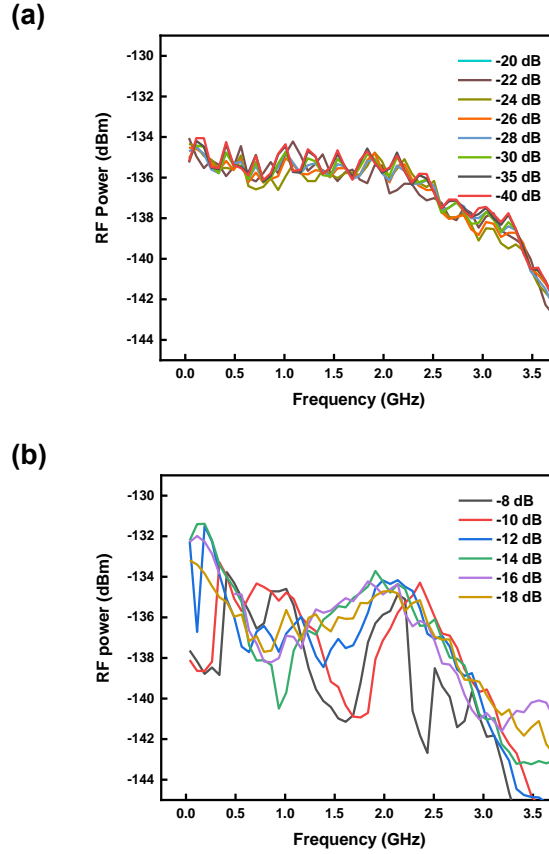 (a)
-130
-132
-134
-136
-138
-140
-142
-144
RF Power (dBm)
0.0 0.5 1.0 1.5 2.0 2.5 3.0 3.5
Frequency (GHz)
-20 dB
-22 dB
-24 dB
-26 dB
-28 dB
-30 dB
-35 dB
-40 dB
(b)
-130
-132
-134
-136
-138
-140
-142
-144
RF power (dBm)
0.0 0.5 1.0 1.5 2.0 2.5 3.0 3.5
Frequency (GHz)
-8 dB
-10 dB
-12 dB
-14 dB
-16 dB
-18 dB